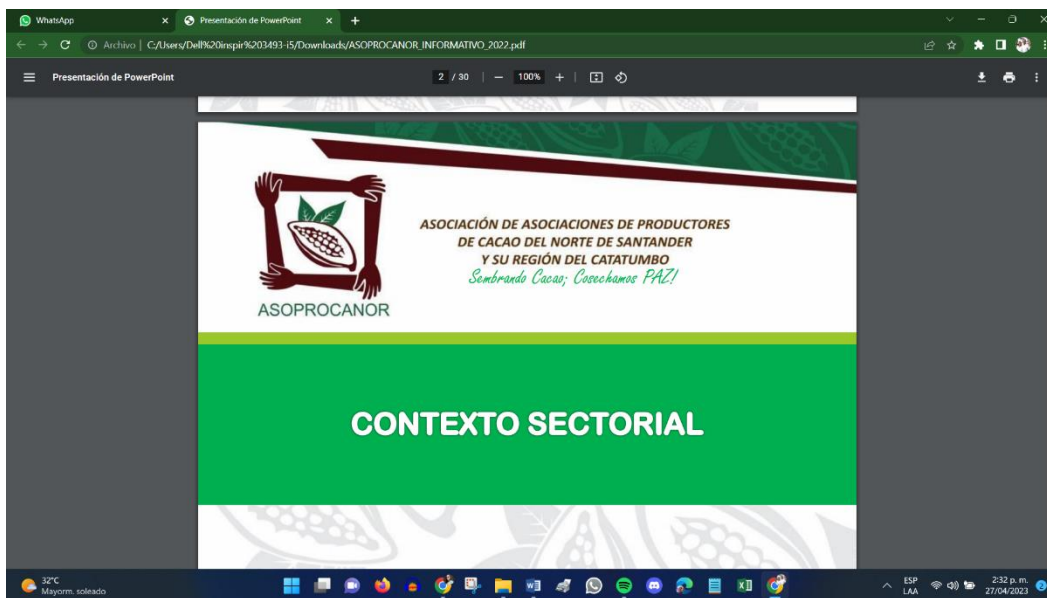 WhatsApp
Presentación de PowerPoint
Archivo | C:/Users/Dell%20inspir%203493-i5/Downloads/ASOPROCANOR_INFORMATIVO_2022.pdf
Presentación de PowerPoint
2 / 30
100%
ASOCIACIÓN DE ASOCIACIONES DE PRODUCTORES
DE CACAO DEL NORTE DE SANTANDER
Y SU REGIÓN DEL CATATUMBO
Sembrando Cacao; Cosechamos PAZ!
ASOPROCANOR
CONTEXTO SECTORIAL
32°C
Mayorm. soleado
ESP
LAA
2:32 p. m.
27/04/2023
2